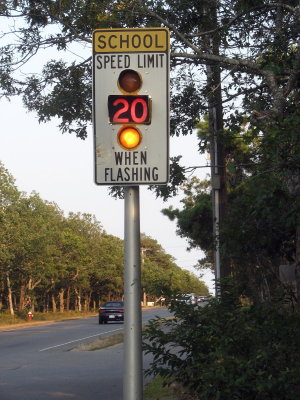 SCHOOL
SPEED LIMIT
20
WHEN
FLASHING